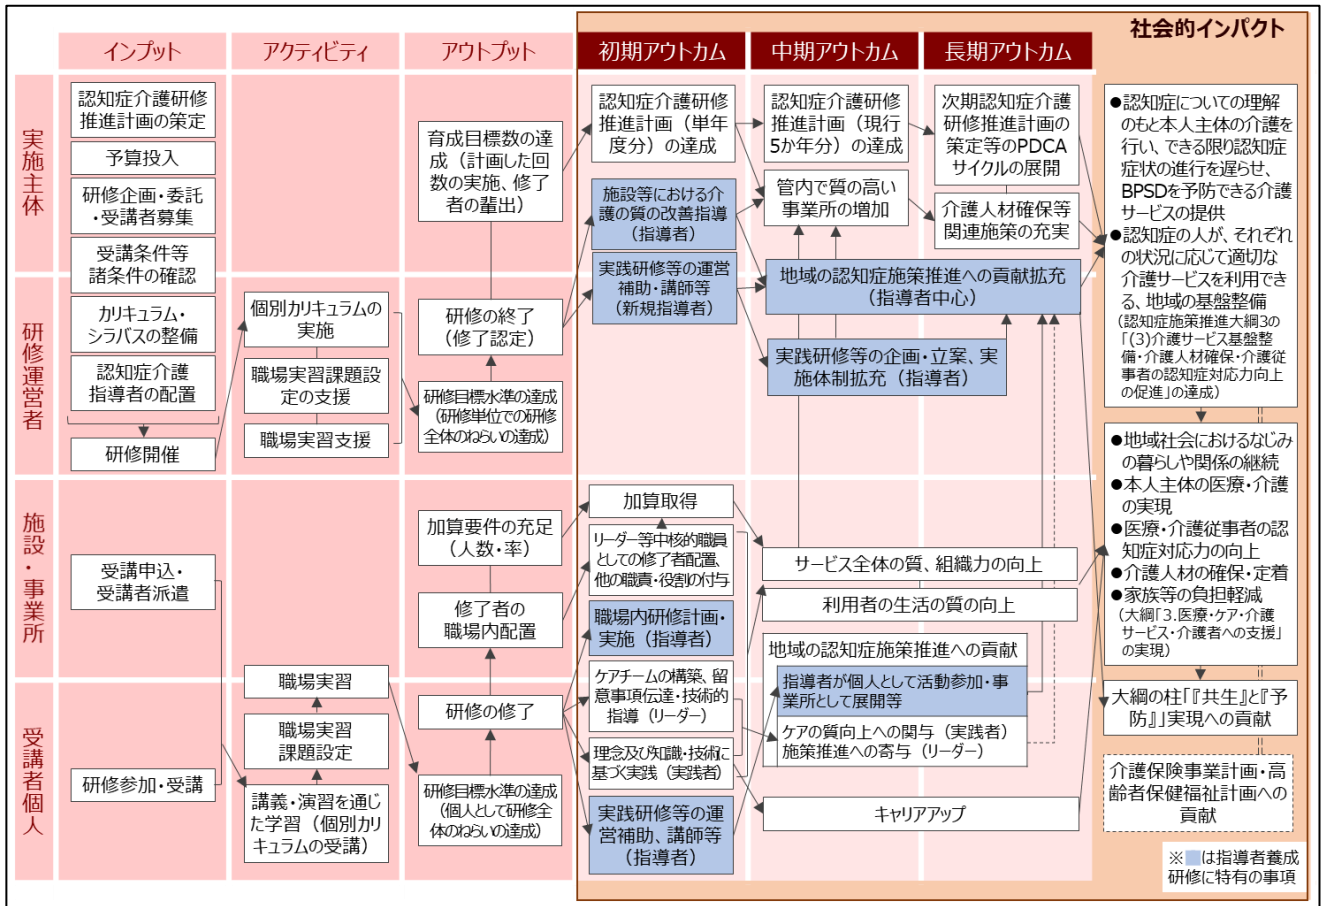 インプット
アクティビティ
アウトプット
初期アウトカム
中期アウトカム
長期アウトカム
社会的インパクト
実施主体
認知症介護研修
推進計画の策定
予算投入
研修企画・委託
・受講者募集
受講条件等
諸条件の確認
育成目標数の達
成（計画した回
数の実施、修了
者の輩出）
認知症介護研修
推進計画（単年
度分）の達成
施設等における介
護の質の改善指導
（指導者）
認知症介護研修
推進計画（現行
5か年分）の達成
管内で質の高い
事業所の増加
次期認知症介護
研修推進計画の
策定等のPDCA
サイクルの展開
介護人材確保等
関連施策の充実
研修運営者
カリキュラム・
シラバスの整備
認知症介護
指導者の配置
研修開催
個別カリキュラムの
実施
職場実習課題設
定の支援
職場実習支援
研修の終了
（修了認定）
研修目標水準の達成
（研修単位での研修
全体のねらいの達成）
実践研修等の運営
補助・講師等
（新規指導者）
地域の認知症施策推進への貢献拡充
（指導者中心）
実践研修等の企画・立案、実
施体制拡充（指導者）
施設・事業所
受講申込・
受講者派遣
加算要件の充足
（人数・率）
修了者の
職場内配置
加算取得
リーダー等中核的職員
としての修了者配置、
他の職責・役割の付与
職場内研修計画・
実施（指導者）
サービス全体の質、組織力の向上
利用者の生活の質の向上
地域の認知症施策推進への貢献
指導者が個人として活動参加・事
業所として展開等
ケアの質向上への関与（実践者）
施策推進への寄与（リーダー）
受講者個人
研修参加・受講
職場実習
職場実習
課題設定
講義・演習を通じ
た学習（個別カリ
キュラムの受講）
研修の修了
研修目標水準の達成
（個人として研修全
体のねらいの達成）
ケアチームの構築、留
意事項伝達・技術的
指導（リーダー）
理念及び知識・技術に
基づく実践（実践者）
実践研修等の運
営補助、講師等
（指導者）
キャリアアップ
●認知症についての理解
のもと本人主体の介護を
行い、できる限り認知症
症状の進行を遅らせ、
BPSDを予防できる介護
サービスの提供
●認知症の人が、それぞれ
の状況に応じて適切な
介護サービスを利用でき
る、地域の基盤整備
（認知症施策推進大綱3の
「(3)介護サービス基盤整
備・介護人材確保・介護従
事者の認知症対応力向上
の促進」の達成）
●地域社会におけるなじみ
の暮らしや関係の継続
●本人主体の医療・介護
の実現
●医療・介護従事者の認
知症対応力の向上
●介護人材の確保・定着
●家族等の負担軽減
（大綱「3.医療・ケア・介護
サービス・介護者への支援」
の実現）
大綱の柱「『共生』と『予
防』」実現への貢献
介護保険事業計画・高
齢者保健福祉計画への
貢献
※■は指導者養成
研修に特有の事項